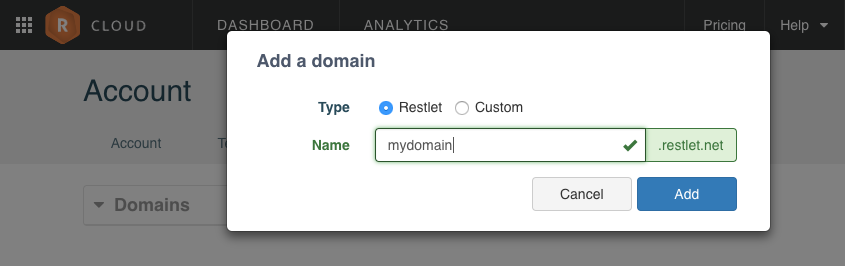 R CLOUD DASHBOARD ANALYTICS Pricing Help
Add a domain
Account
Type Restlet Custom
Name mydomain .restlet.net
Account
Cancel Add
Domains